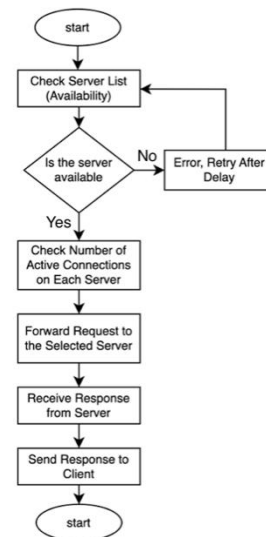 start
Check Server List
(Availability)
Is the server
available
No
Error, Retry After
Delay
Yes
Check Number of
Active Connections
on Each Server
Forward Request to
the Selected Server
Receive Response
from Server
Send Response to
Client
start